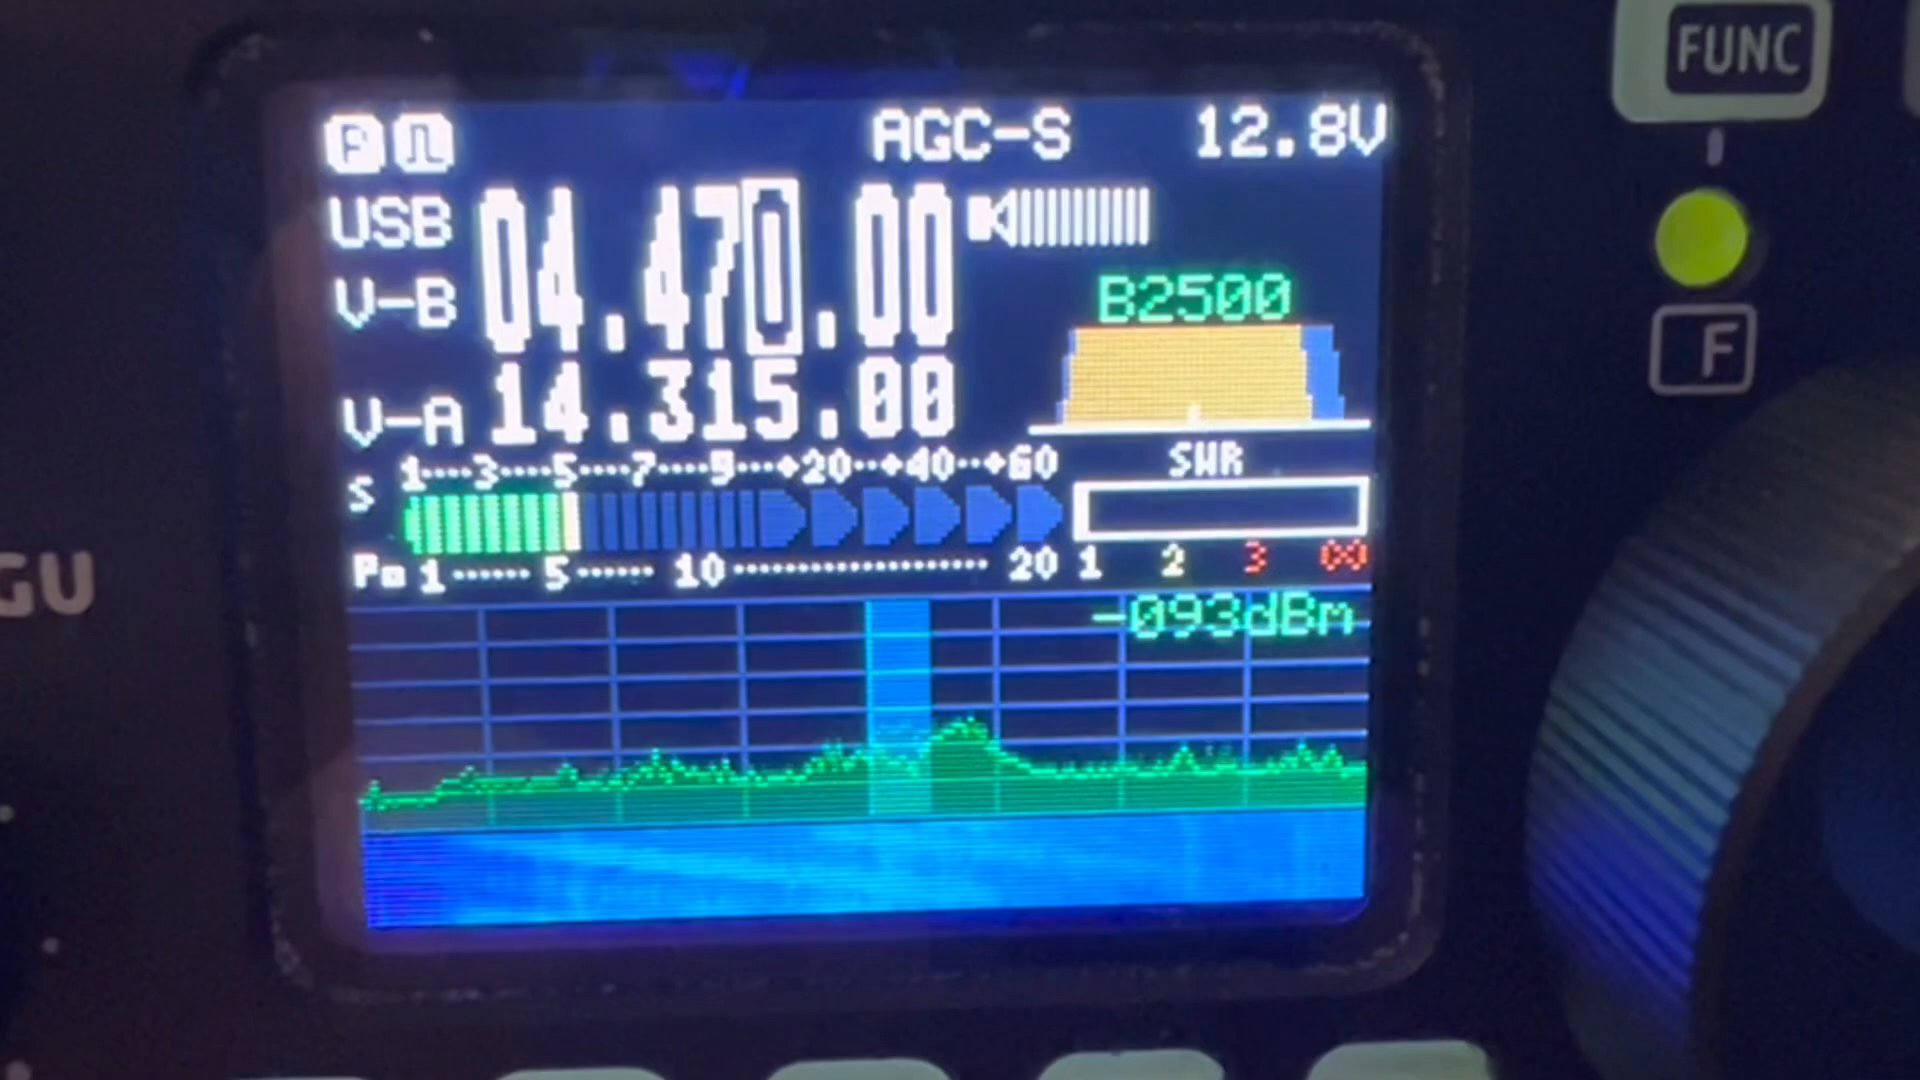 FUNC
P AGC-S 12.8V
USB 04.470.00
B2500
V-B
V-A 14.315.00
S 1····3····5····7····9··+20··+40··+60 SWR
Po 1······5······10···················20 1 2 3 ∞
-093dBm
F
GU